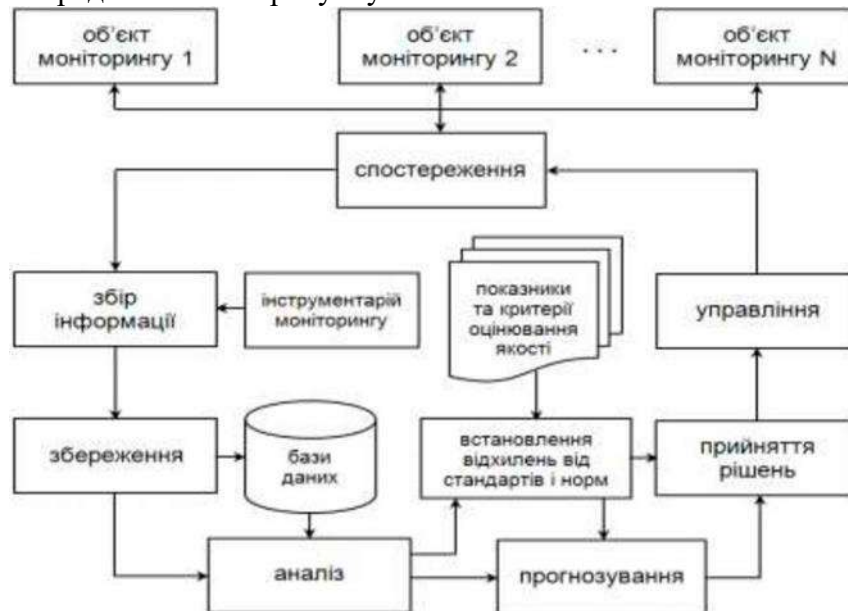 об’єкт
моніторингу 1
об’єкт
моніторингу 2
. . .
об’єкт
моніторингу N
спостереження
збір
інформації
інструментарій
моніторингу
показники
та критерії
оцінювання
якості
управління
збереження
бази
даних
встановлення
відхилень від
стандартів і норм
прийняття
рішень
аналіз
прогнозування